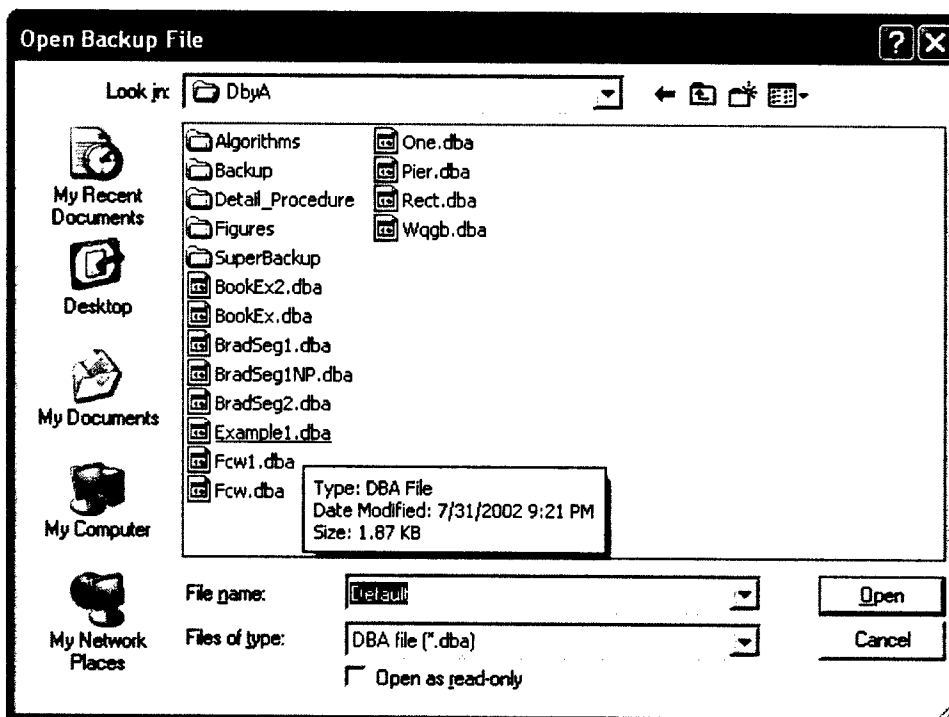 Open Backup File
Look in: DbyA
My Recent Documents
Desktop
My Documents
My Computer
My Network Places
Algorithms
Backup
Detail_Procedure
Figures
SuperBackup
BookEx2.dba
BookEx.dba
BradSeg1.dba
BradSeg1NP.dba
BradSeg2.dba
Example1.dba
Fcw1.dba
Fcw.dba
One.dba
Pier.dba
Rect.dba
Wqgb.dba
Type: DBA File
Date Modified: 7/31/2002 9:21 PM
Size: 1.87 KB
File name: Default
Open
Files of type: DBA file (*.dba)
Cancel
Open as read-only